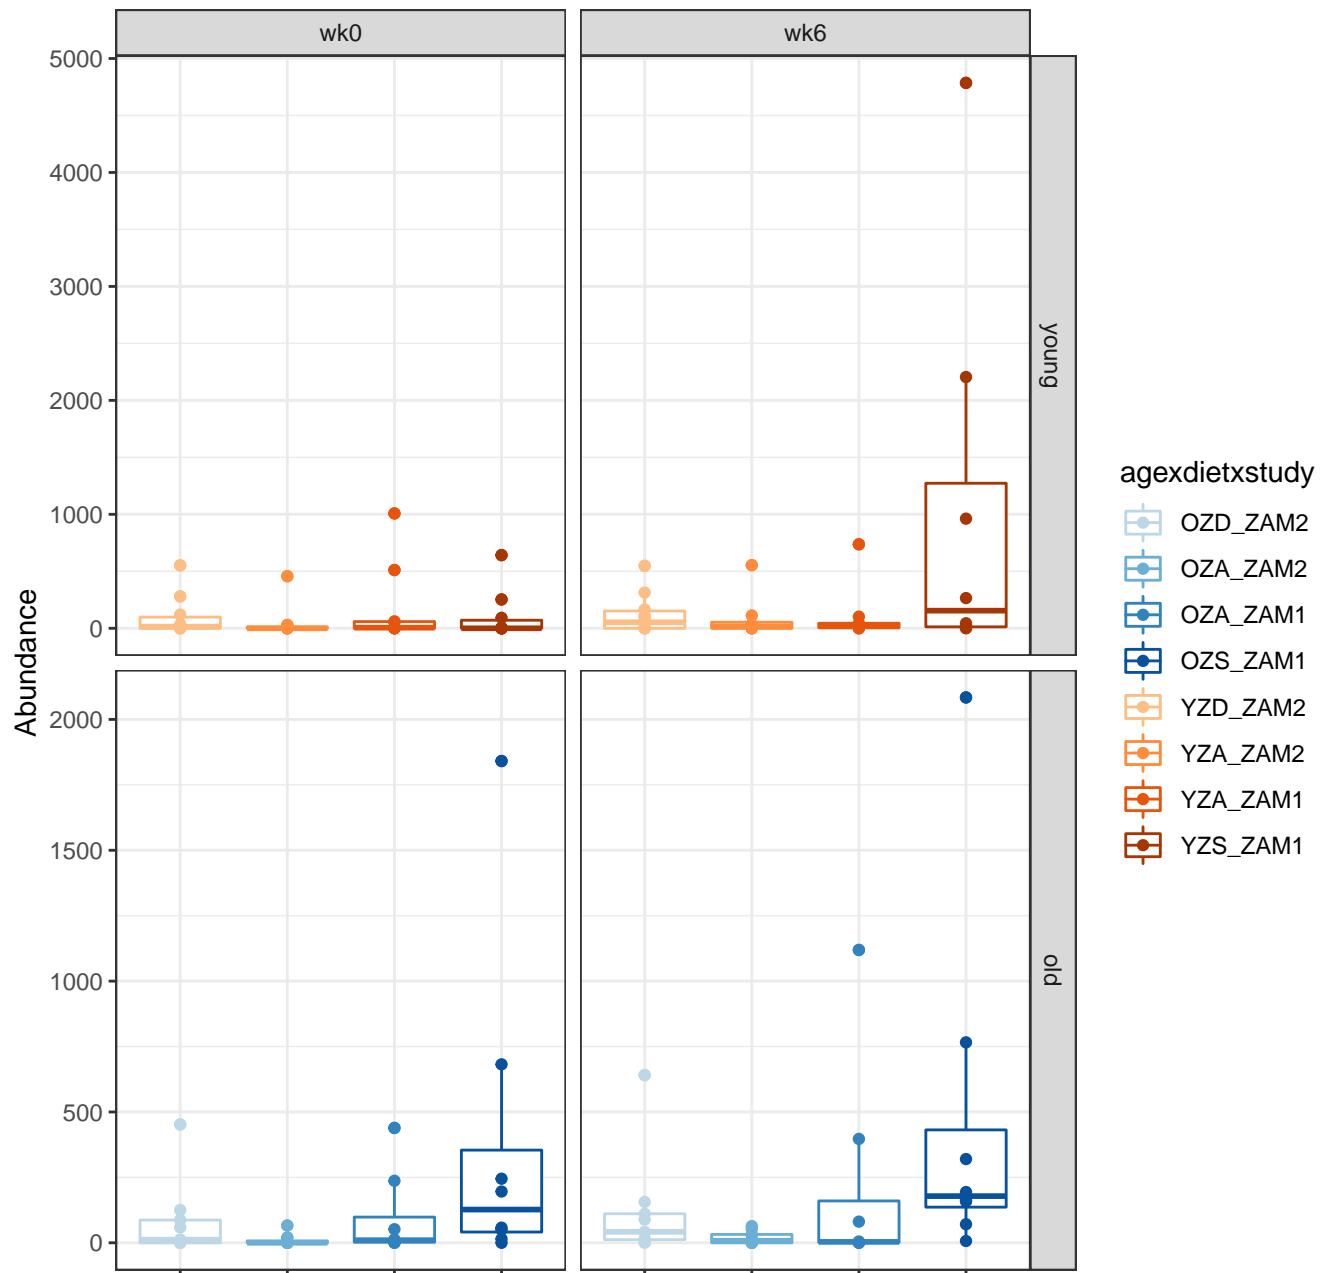 wk0
wk6
5000
4000
3000
2000
1000
0
young
Abundance
2000
1500
1000
500
0
old
agexdietxstudy
OZD_ZAM2
OZA_ZAM2
OZA_ZAM1
OZS_ZAM1
YZD_ZAM2
YZA_ZAM2
YZA_ZAM1
YZS_ZAM1